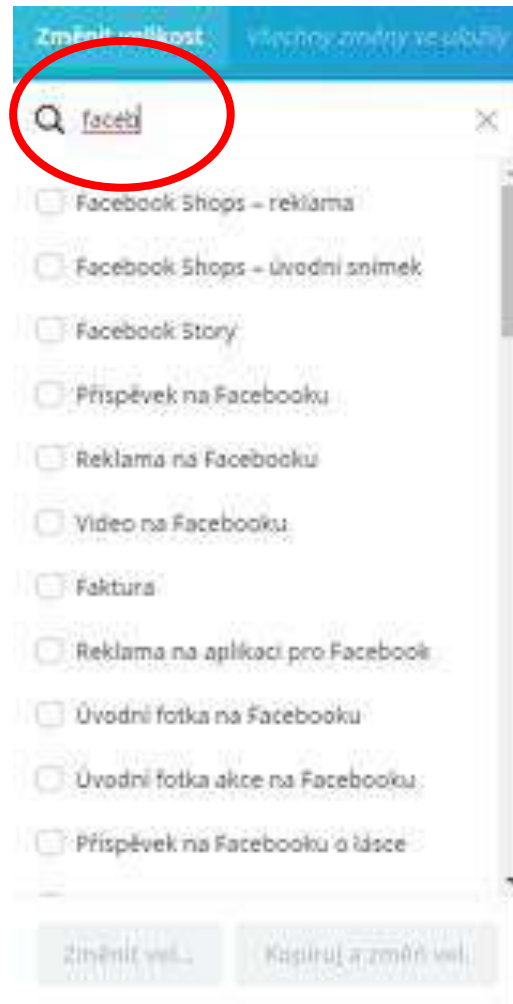 Změnit velikost Všechny změny se uložily
faceb
Facebook Shops – reklama
Facebook Shops – úvodní snímek
Facebook Story
Příspěvek na Facebooku
Reklama na Facebooku
Video na Facebooku
Faktura
Reklama na aplikaci pro Facebook
Úvodní fotka na Facebooku
Úvodní fotka akce na Facebooku
Příspěvek na Facebooku o lásce
Změnit vel... Kopíruj a změň vel.